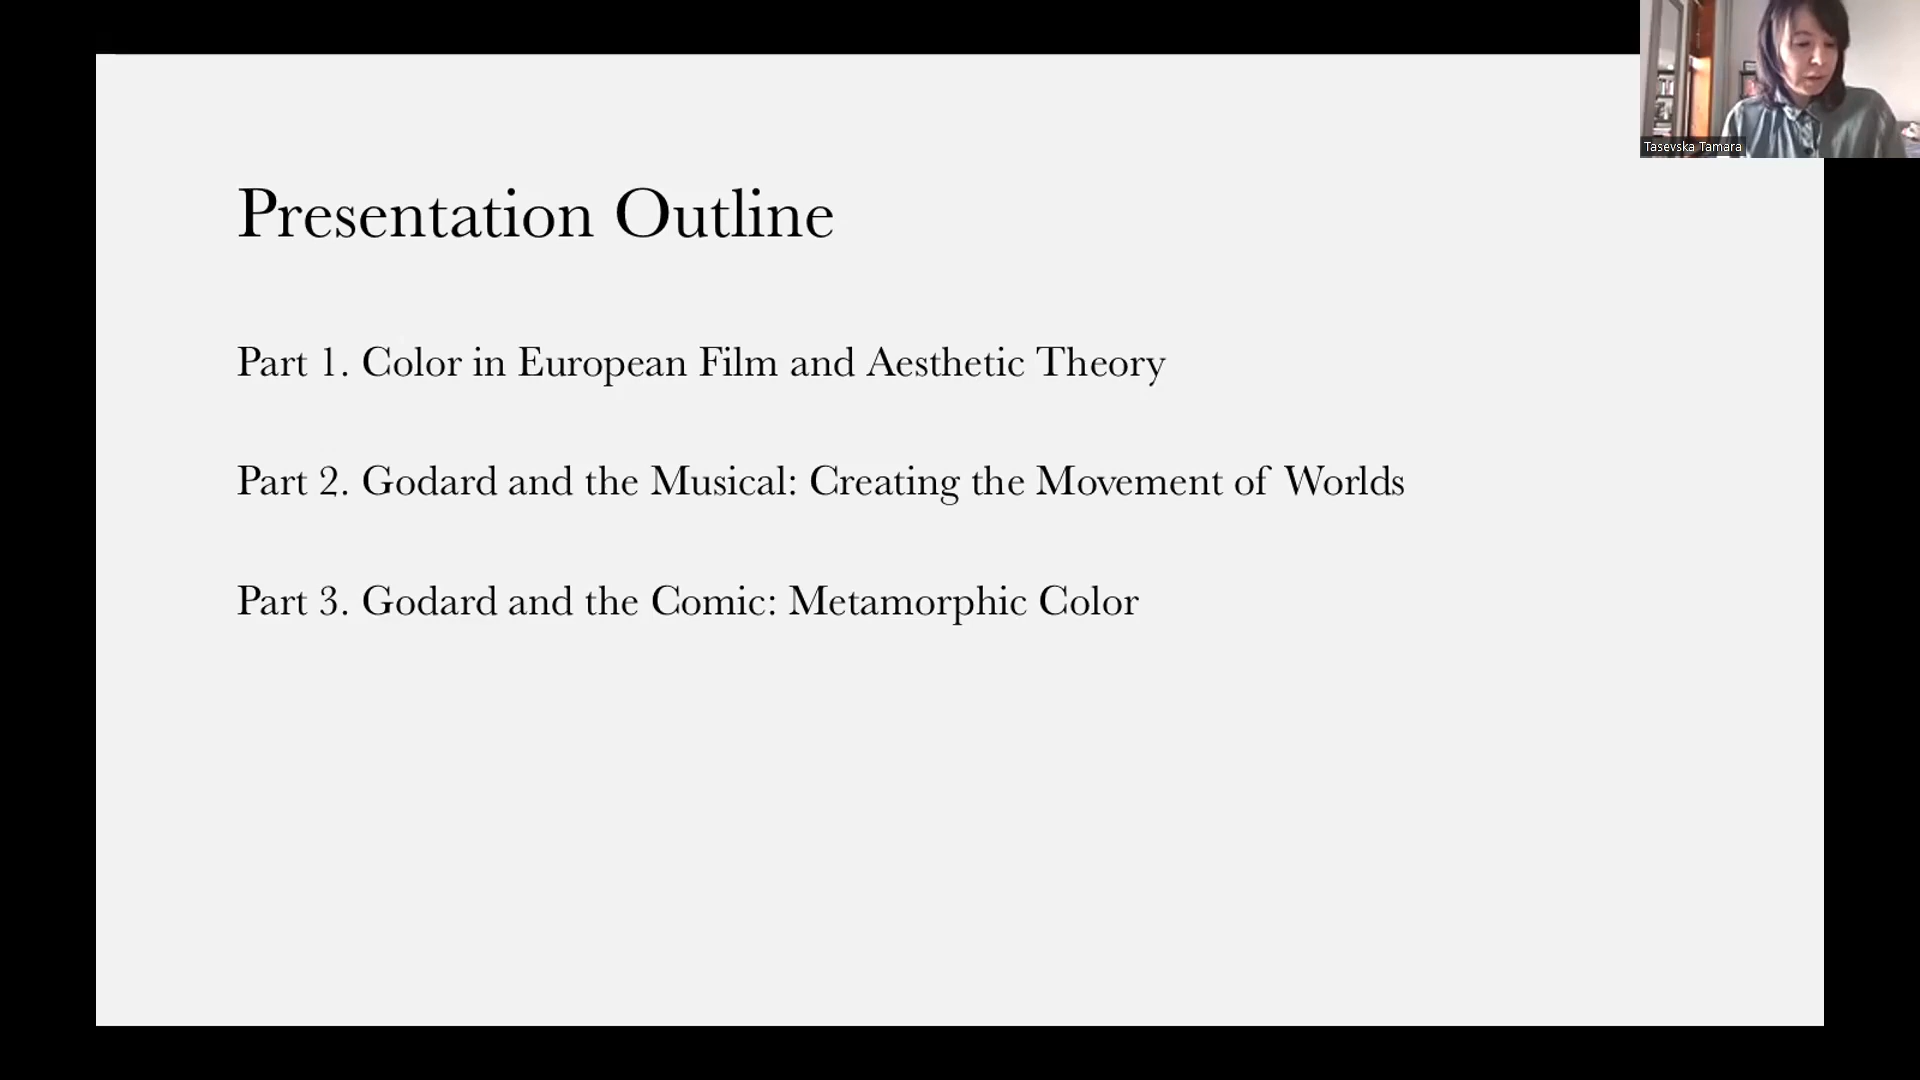 Presentation Outline
Part 1. Color in European Film and Aesthetic Theory
Part 2. Godard and the Musical: Creating the Movement of Worlds
Part 3. Godard and the Comic: Metamorphic Color
Tasevska Tamara